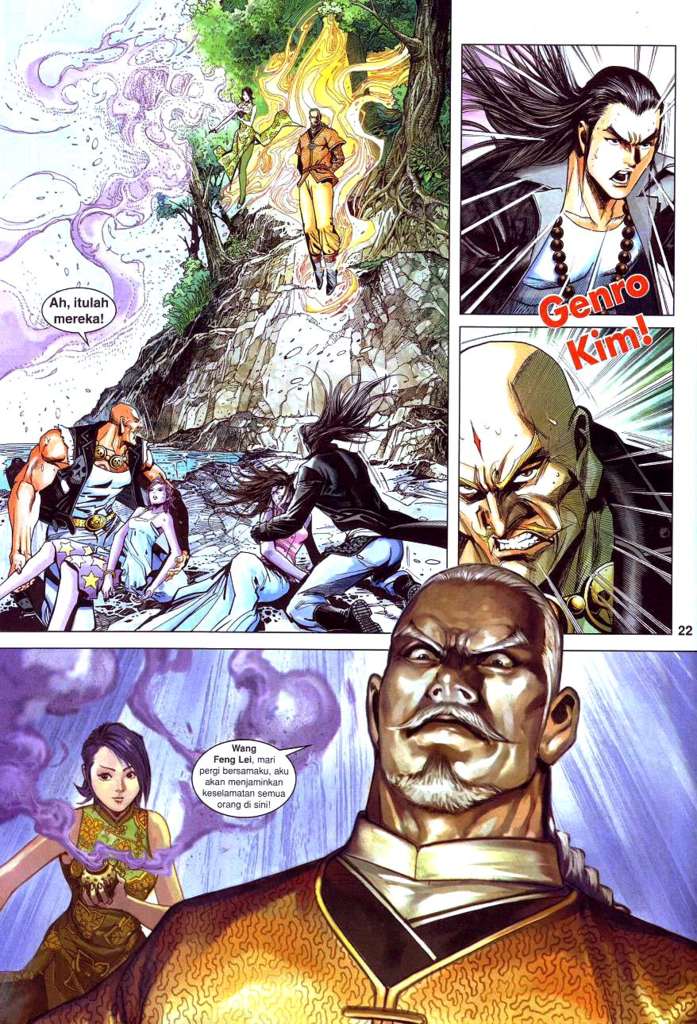 Ah, itulah
mereka!
Genro
Kim!
22
Wang
Feng Lei, mari
pergi bersamaku, aku
akan menjaminkan
keselamatan semua
orang di sini!